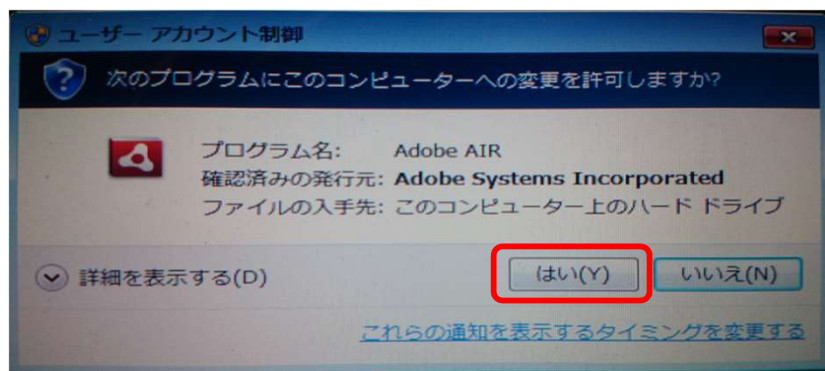 ユーザー アカウント制御
次のプログラムにこのコンピューターへの変更を許可しますか?
プログラム名: Adobe AIR
確認済みの発行元: Adobe Systems Incorporated
ファイルの入手先: このコンピューター上のハード ドライブ
詳細を表示する(D) はい(Y) いいえ(N)
これらの通知を表示するタイミングを変更する